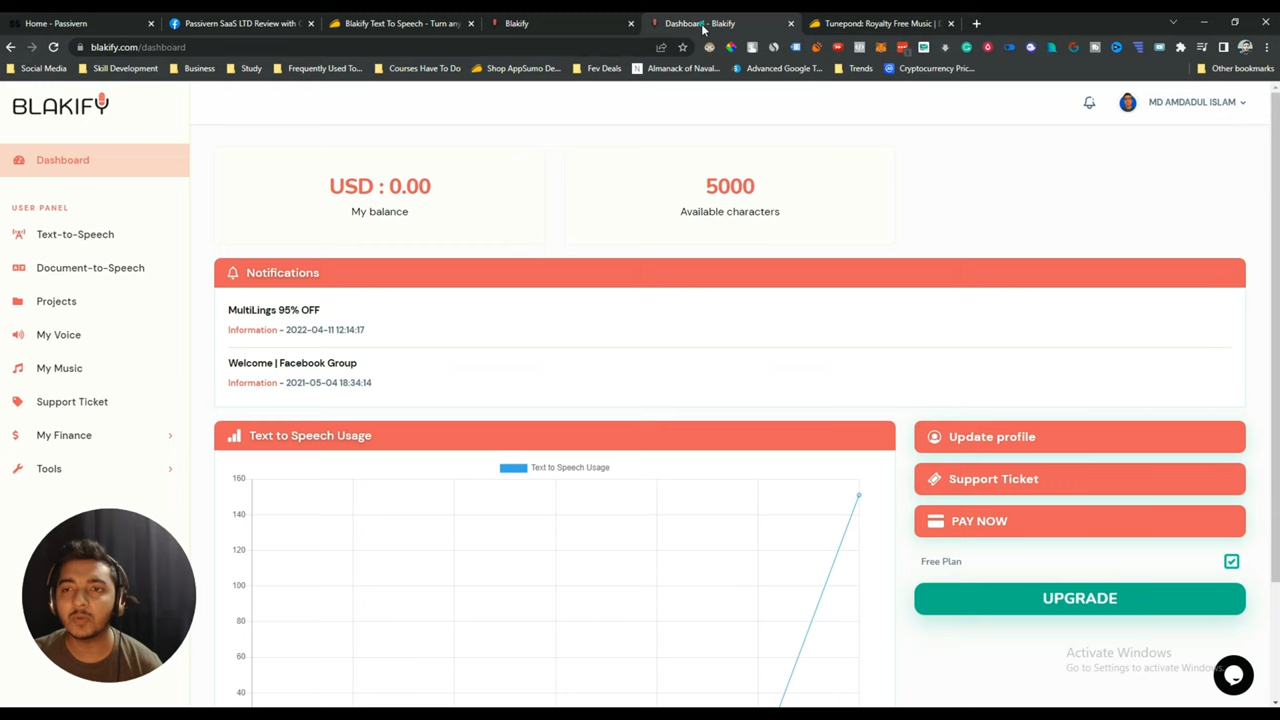 Home - Passivern
Passivern SaaS LTD Review with
Blakify Text To Speech - Turn any
Blakify
Dashboard - Blakify
Tunepond: Royalty Free Music | D
blakify.com/dashboard
Social Media
Skill Development
Business
Study
Frequently Used To...
Courses Have To Do
Shop AppSumo De...
Fev Deals
Almanack of Naval...
Advanced Google T...
Trends
Cryptocurrency Pric...
Other bookmarks
BLAKIFY
MD AMDADUL ISLAM
Dashboard
USER PANEL
Text-to-Speech
Document-to-Speech
Projects
My Voice
My Music
Support Ticket
My Finance
Tools
USD : 0.00
My balance
5000
Available characters
Notifications
MultiLings 95% OFF
Information - 2022-04-11 12:14:17
Welcome | Facebook Group
Information - 2021-05-04 18:34:14
Text to Speech Usage
Text to Speech Usage
160
140
120
100
80
60
40
Update profile
Support Ticket
PAY NOW
Free Plan
UPGRADE
Activate Windows
Go to Settings to activate Windows.